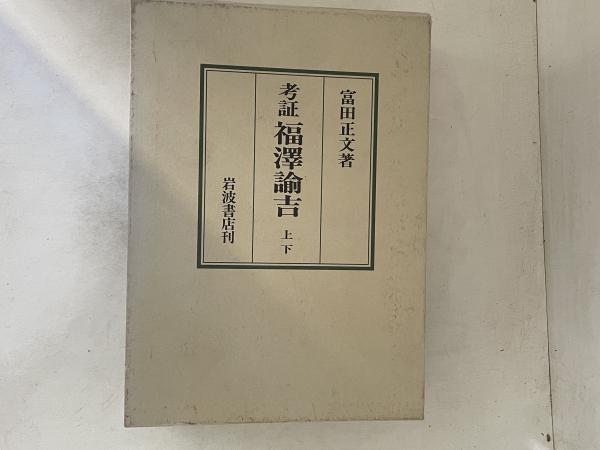 富田正文著
考証 福澤諭吉 上下
岩波書店刊